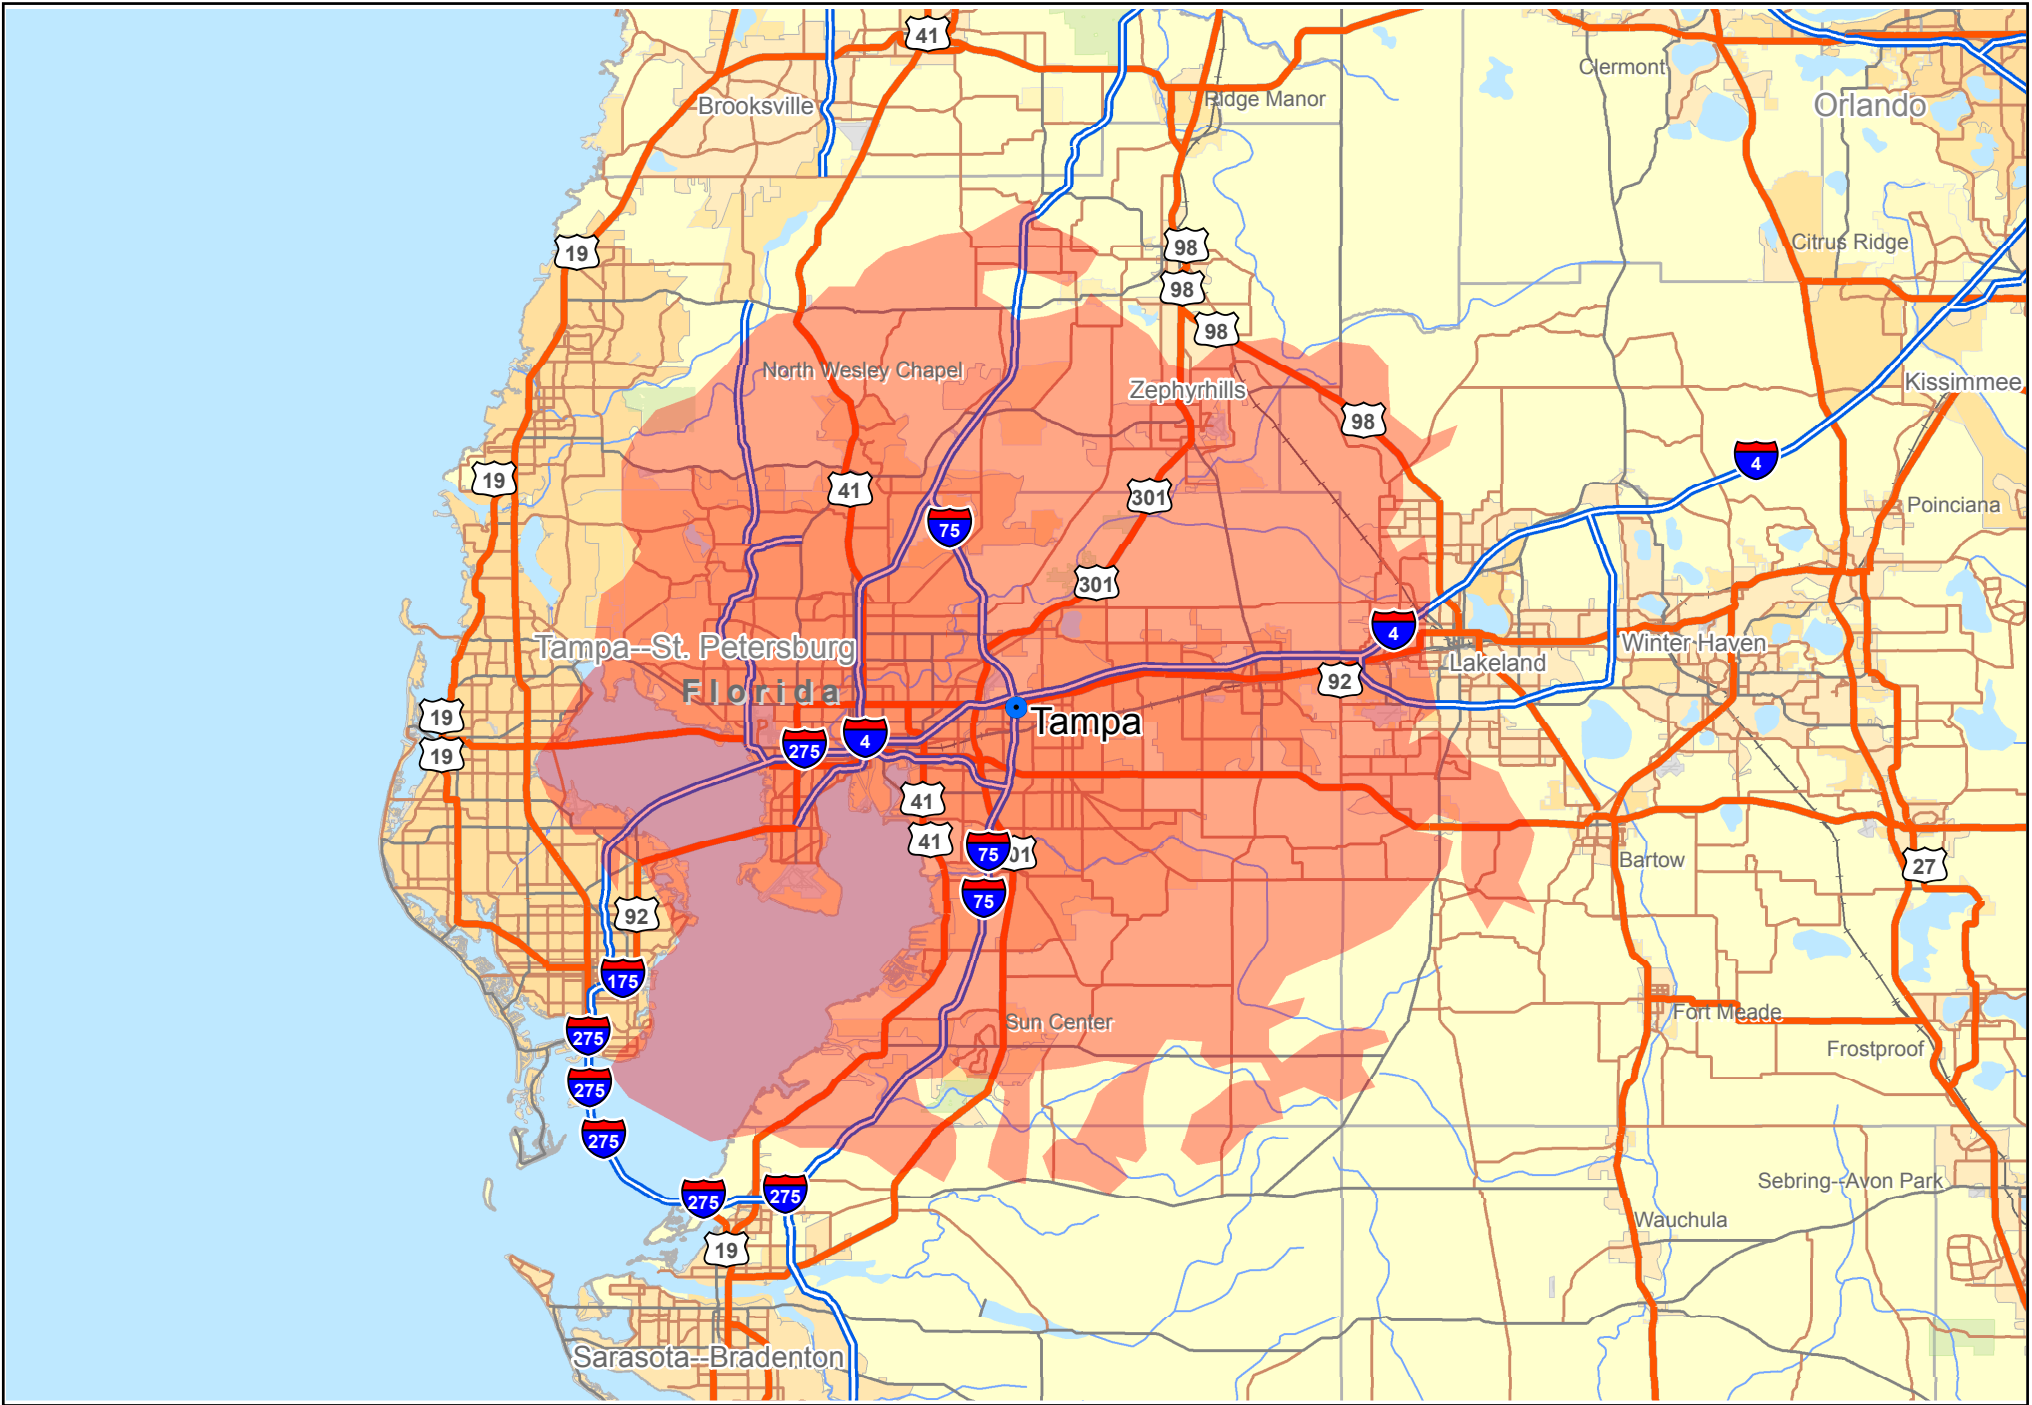 41
Clermont
Ridge Manor
Brooksville
Orlando
19
98
Citrus Ridge
98
98
North Wesley Chapel
Zephyrhills
Kissimmee
98
4
19
41
301
Poinciana
75
301
4
Tampa--St. Petersburg
Winter Haven
Lakeland
92
Florida
19
Tampa
275
4
19
41
41
75
01
Bartow
27
75
92
175
Fort Meade
Sun Center
275
Frostproof
275
275
Sebring--Avon Park
275
275
Wauchula
19
Sarasota--Bradenton